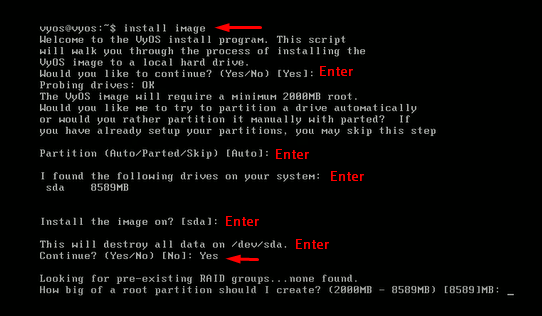 vyos@vyos:~$ install image
Welcome to the VyOS install program. This script
will walk you through the process of installing the
VyOS image to a local hard drive.
Would you like to continue? (Yes/No) [Yes]: Enter
Probing drives: OK
The VyOS image will require a minimum 2000MB root.
Would you like me to try to partition a drive automatically
or would you rather partition it manually with parted? If
you have already setup your partitions, you may skip this step
Partition (Auto/Parted/Skip) [Auto]: Enter
I found the following drives on your system: Enter
sda 8589MB
Install the image on? [sda]: Enter
This will destroy all data on /dev/sda. Enter
Continue? (Yes/No) [No]: Yes
Looking for pre-existing RAID groups...none found.
How big of a root partition should I create? (2000MB - 8589MB) [8589]MB: _